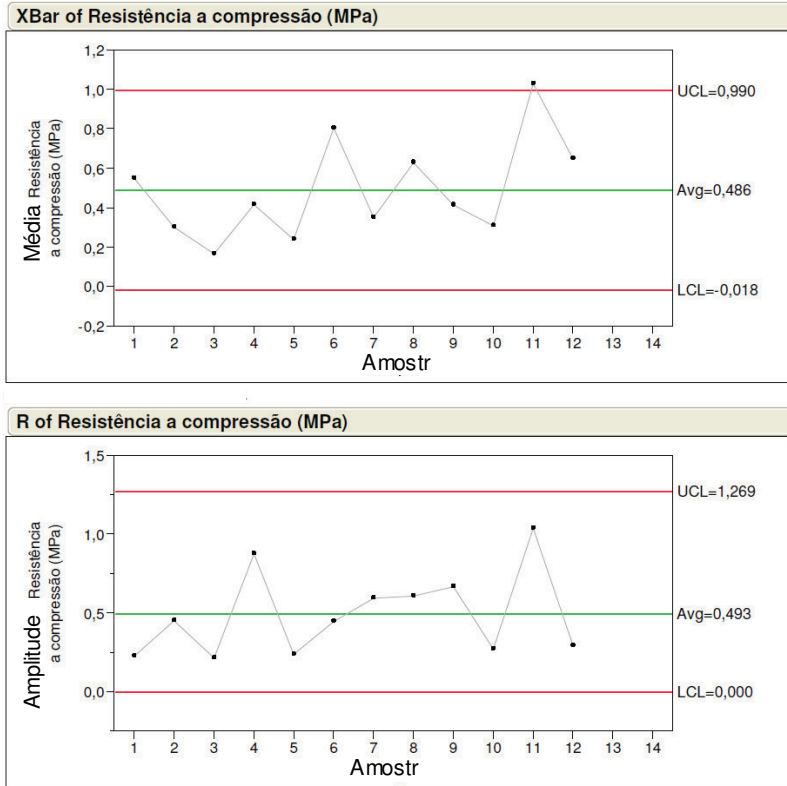 XBar of Resistência a compressão (MPa)
Média Resistência
a compressão (MPa)
1,2
1,0
0,8
0,6
0,4
0,2
0,0
-0,2
UCL=0,990
Avg=0,486
LCL=-0,018
1 2 3 4 5 6 7 8 9 10 11 12 13 14
Amostr
R of Resistência a compressão (MPa)
Amplitude Resistência
a compressão (MPa)
1,5
1,0
0,5
0,0
UCL=1,269
Avg=0,493
LCL=0,000
1 2 3 4 5 6 7 8 9 10 11 12 13 14
Amostr